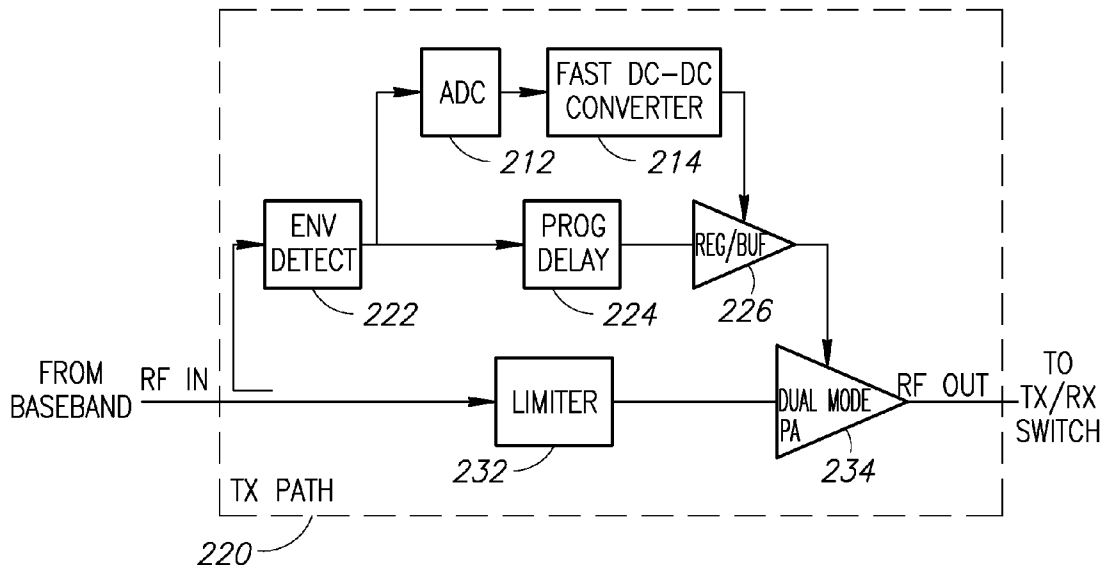 ADC
212
FAST DC-DC
CONVERTER
214
ENV
DETECT
222
PROG
DELAY
224
REG/BUF
226
FROM
BASEBAND
RF IN
LIMITER
232
DUAL MODE
PA
234
RF OUT
TO
TX/RX
SWITCH
TX PATH
220